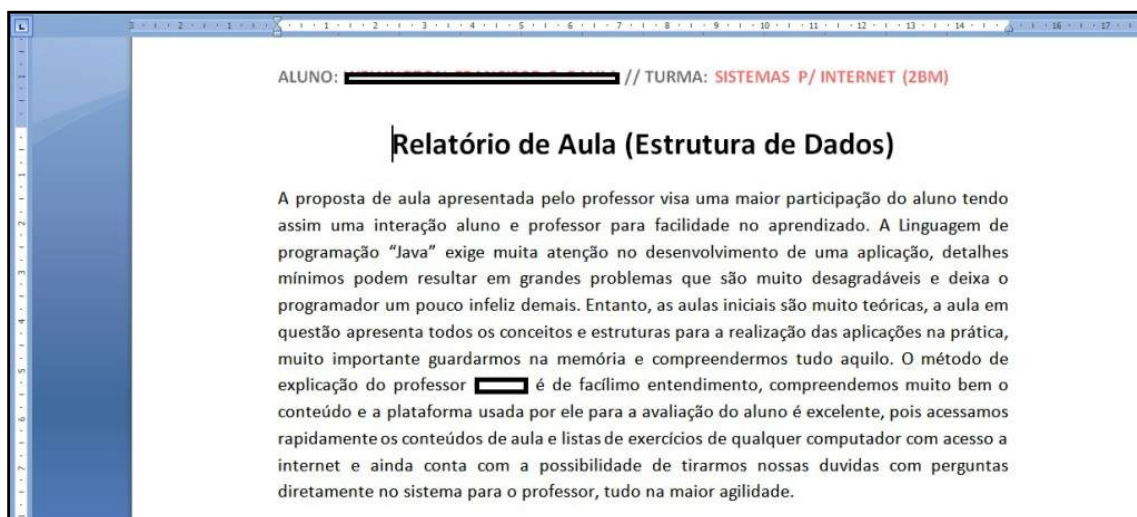 ALUNO: // TURMA: SISTEMAS P/ INTERNET (2BM)
Relatório de Aula (Estrutura de Dados)
A proposta de aula apresentada pelo professor visa uma maior participação do aluno tendo
assim uma interação aluno e professor para facilidade no aprendizado. A Linguagem de
programação “Java” exige muita atenção no desenvolvimento de uma aplicação, detalhes
mínimos podem resultar em grandes problemas que são muito desagradáveis e deixa o
programador um pouco infeliz demais. Entanto, as aulas iniciais são muito teóricas, a aula em
questão apresenta todos os conceitos e estruturas para a realização das aplicações na prática,
muito importante guardarmos na memória e compreendermos tudo aquilo. O método de
explicação do professor é de facílimo entendimento, compreendemos muito bem o
conteúdo e a plataforma usada por ele para a avaliação do aluno é excelente, pois acessamos
rapidamente os conteúdos de aula e listas de exercícios de qualquer computador com acesso a
internet e ainda conta com a possibilidade de tirarmos nossas duvidas com perguntas
diretamente no sistema para o professor, tudo na maior agilidade.